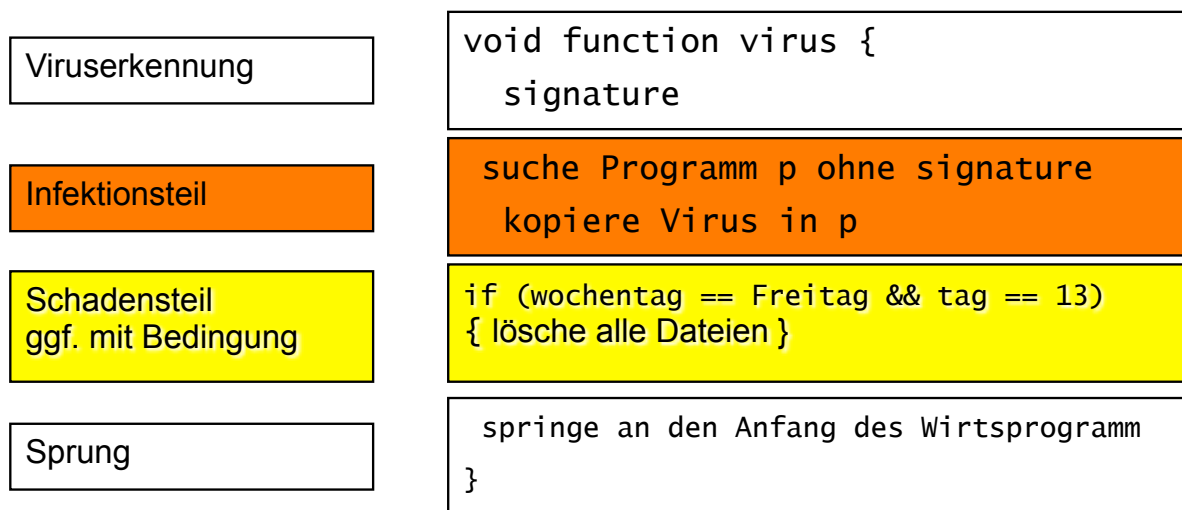 Viruserkennung
void function virus {
signature
Infektionsteil
suche Programm p ohne signature
kopiere Virus in p
Schadensteil
ggf. mit Bedingung
if (wochentag == Freitag && tag == 13)
{ lösche alle Dateien }
Sprung
springe an den Anfang des Wirtsprogramm
}